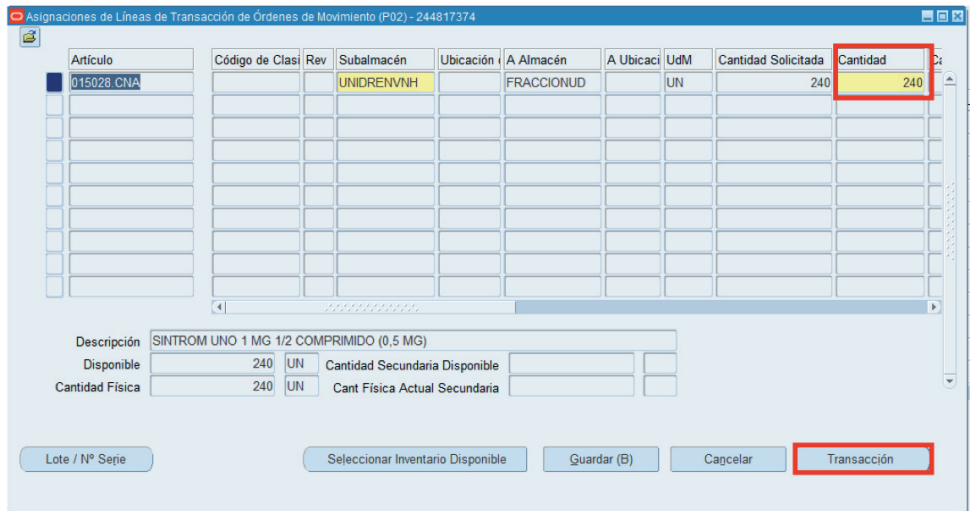 Asignaciones de Líneas de Transacción de Órdenes de Movimiento (P02) - 244817374
Artículo Código de Clasi Rev Subalmacén Ubicación A Almacén A Ubicaci UdM Cantidad Solicitada Cantidad
015028.CNA UNIDRENVNH FRACCIONUD UN 240 240
Descripción SINTROM UNO 1 MG 1/2 COMPRIMIDO (0,5 MG)
Disponible 240 UN Cantidad Secundaria Disponible
Cantidad Física 240 UN Cant Física Actual Secundaria
Lote / Nº Serie Seleccionar Inventario Disponible Guardar (B) Cancelar Transacción